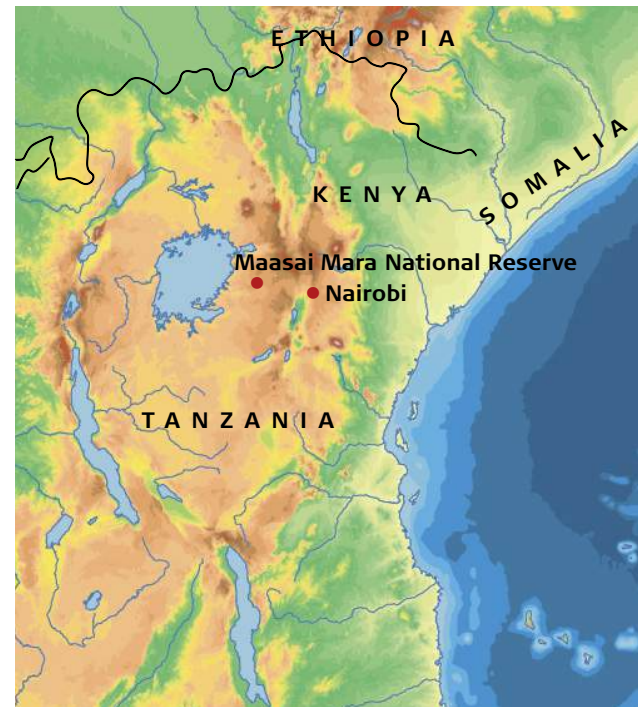 ETHIOPIA
SOMALIA
KENYA
Maasai Mara National Reserve
Nairobi
TANZANIA